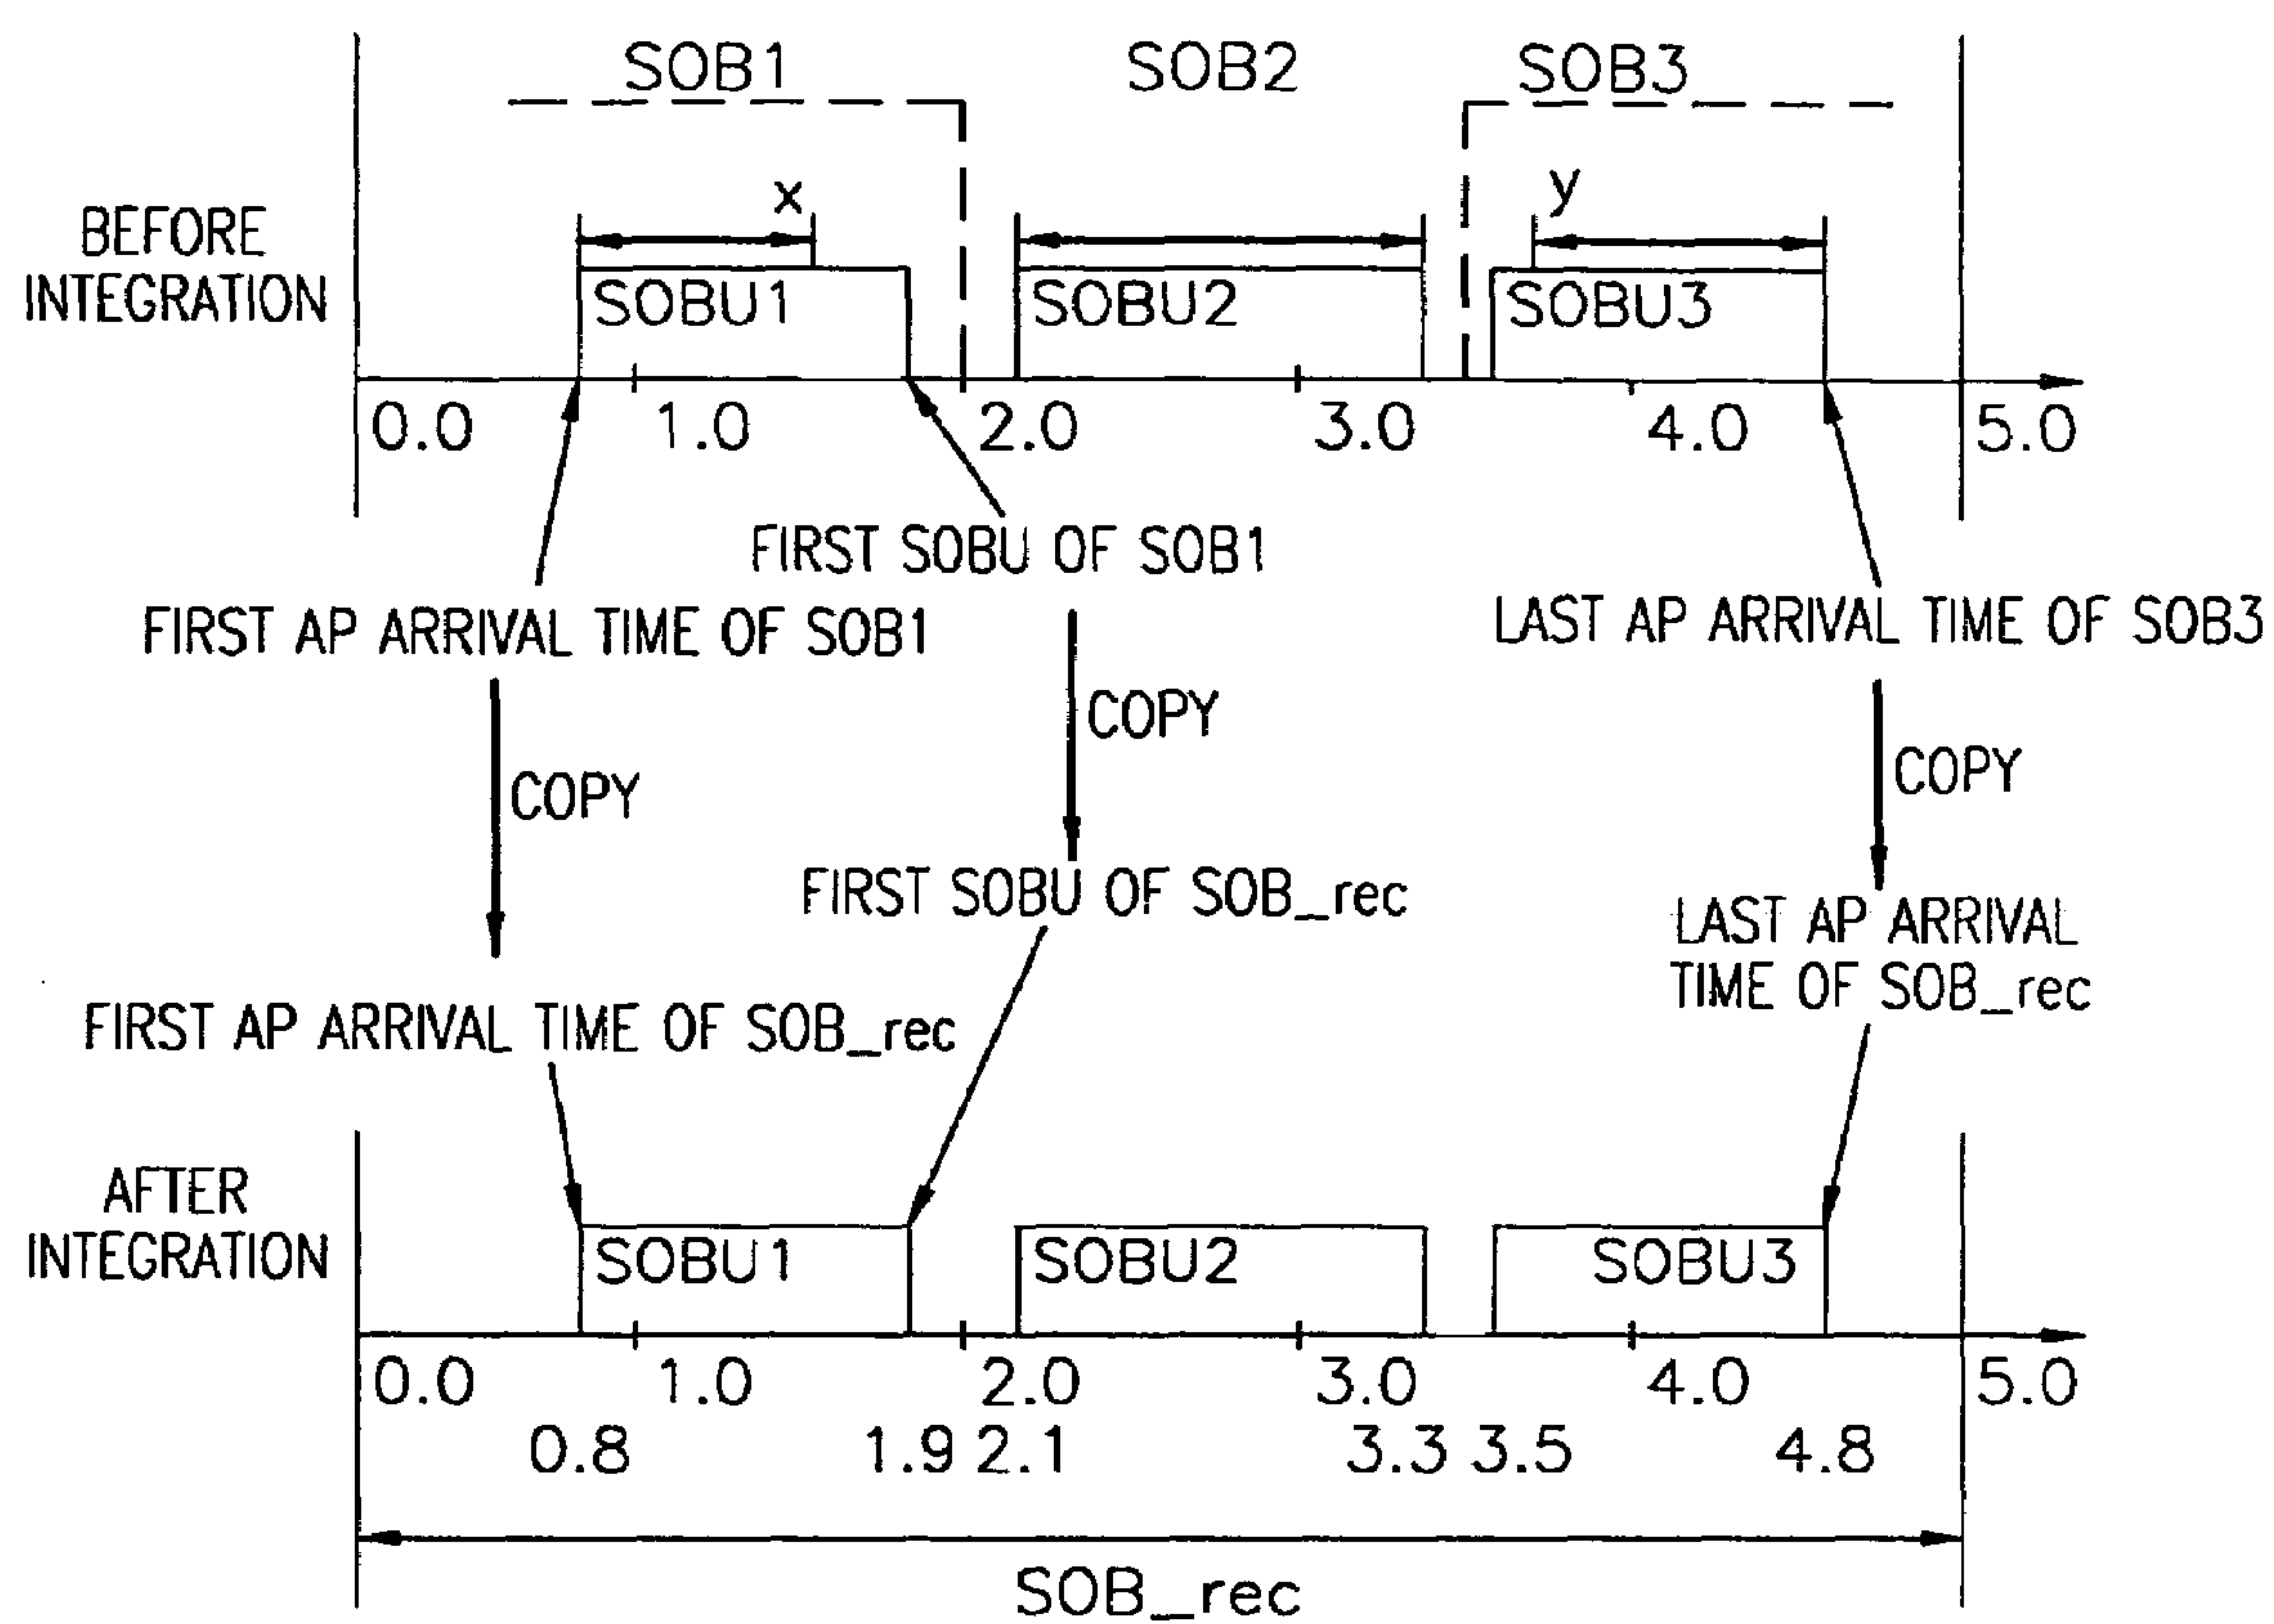 SOB1 SOB2 SOB3
x y
BEFORE
INTEGRATION
SOBU1 SOBU2 SOBU3
0.0 1.0 2.0 3.0 4.0 5.0
FIRST SOBU OF SOB1
FIRST AP ARRIVAL TIME OF SOB1
LAST AP ARRIVAL TIME OF SOB3
COPY
COPY
COPY
FIRST SOBU OF SOB_rec
LAST AP ARRIVAL
TIME OF SOB_rec
FIRST AP ARRIVAL TIME OF SOB_rec
AFTER
INTEGRATION
SOBU1 SOBU2 SOBU3
0.0 1.0 2.0 3.0 4.0 5.0
0.8 1.9 2.1 3.3 3.5 4.8
SOB_rec